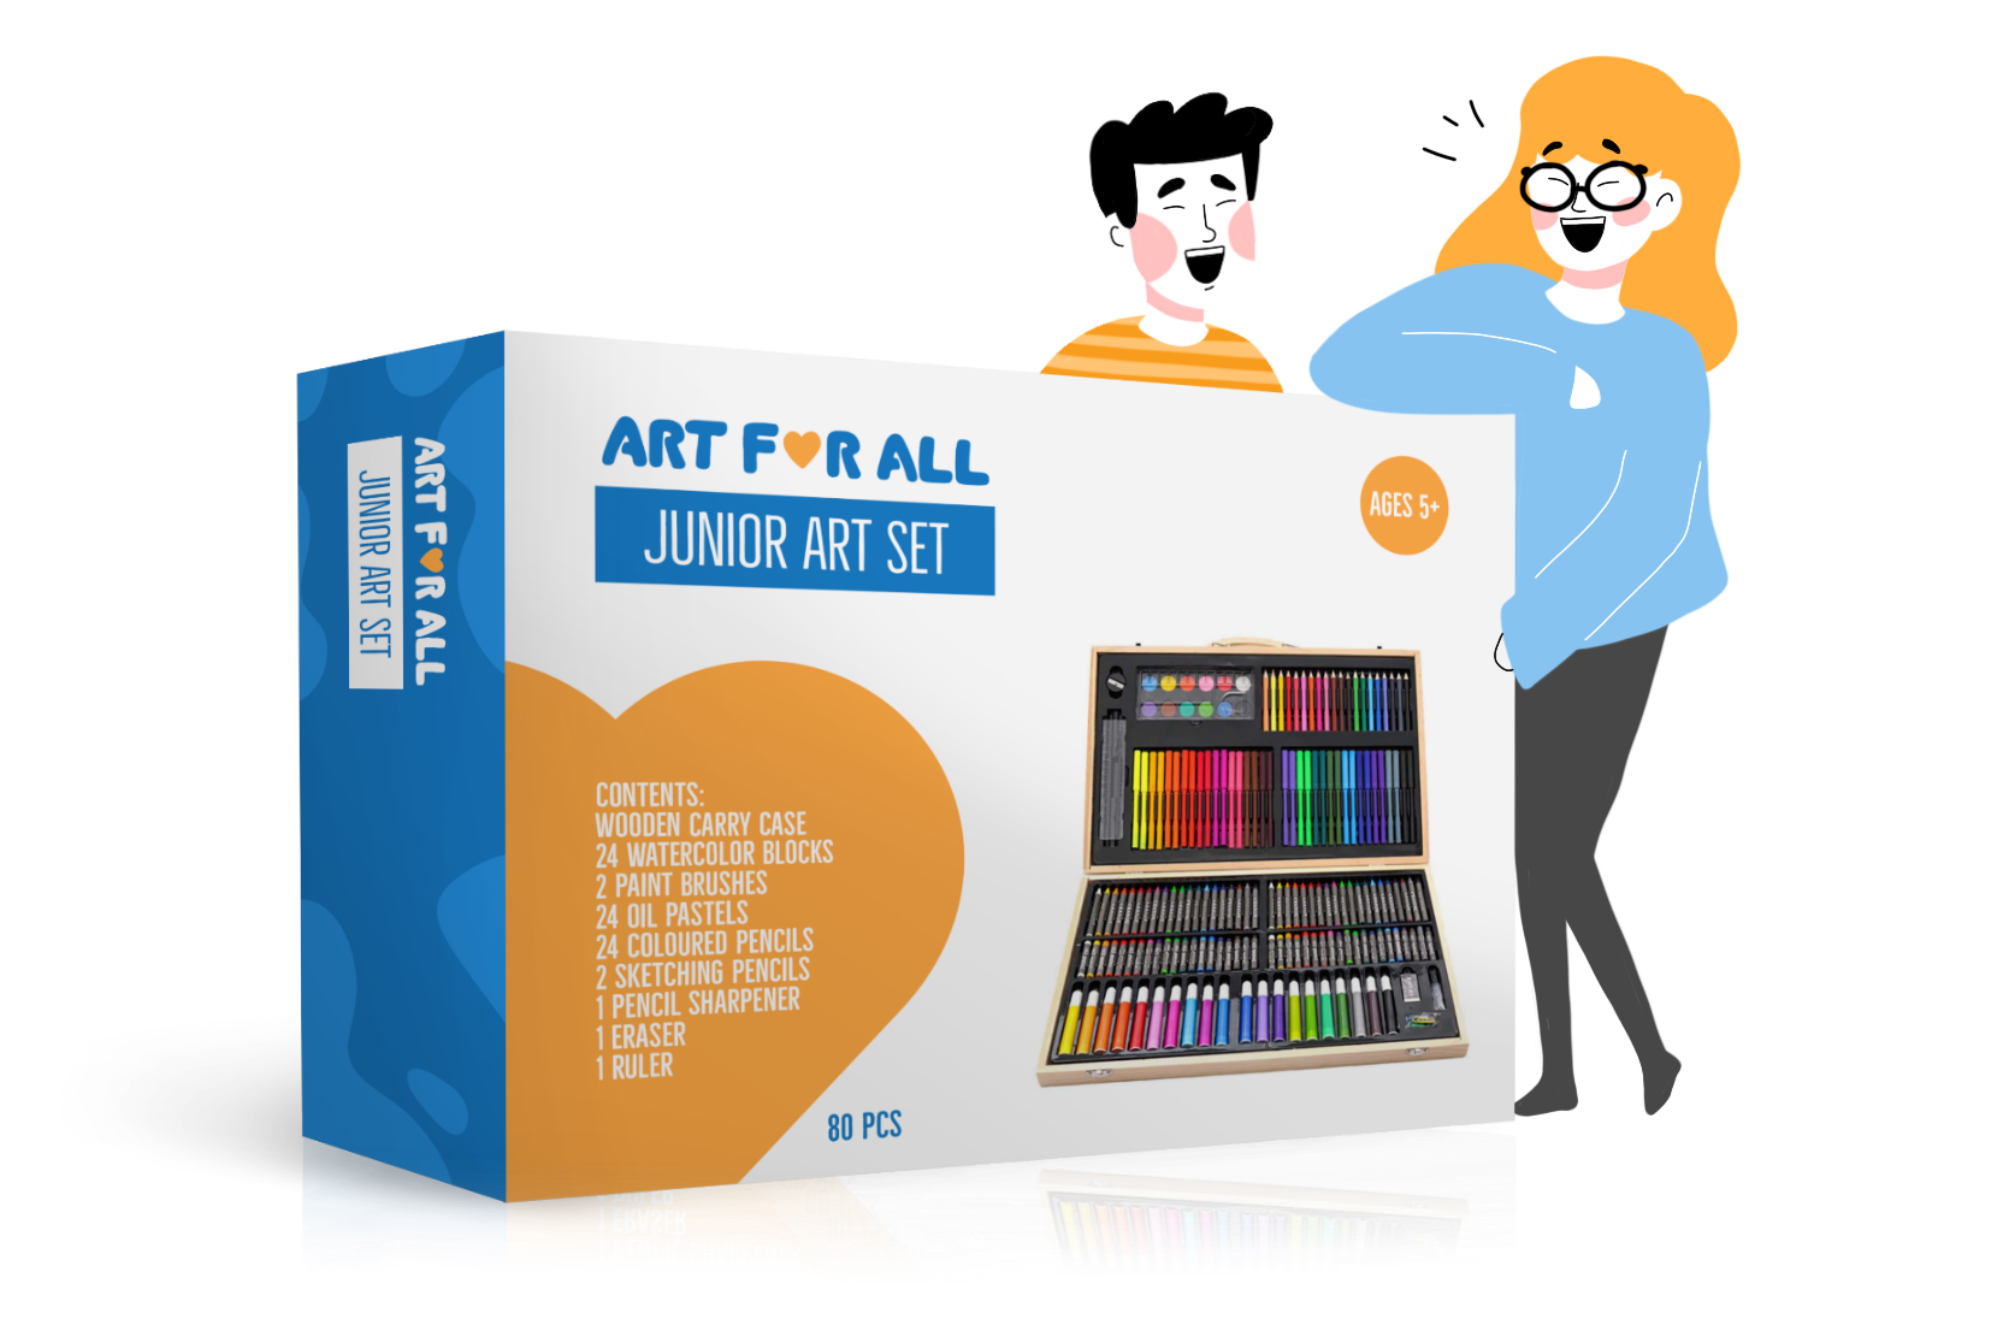 ART FOR ALL
JUNIOR ART SET
ART FOR ALL
JUNIOR ART SET
AGES 5+
CONTENTS:
WOODEN CARRY CASE
24 WATERCOLOR BLOCKS
2 PAINT BRUSHES
24 OIL PASTELS
24 COLOURED PENCILS
2 SKETCHING PENCILS
1 PENCIL SHARPENER
1 ERASER
1 RULER
80 PCS